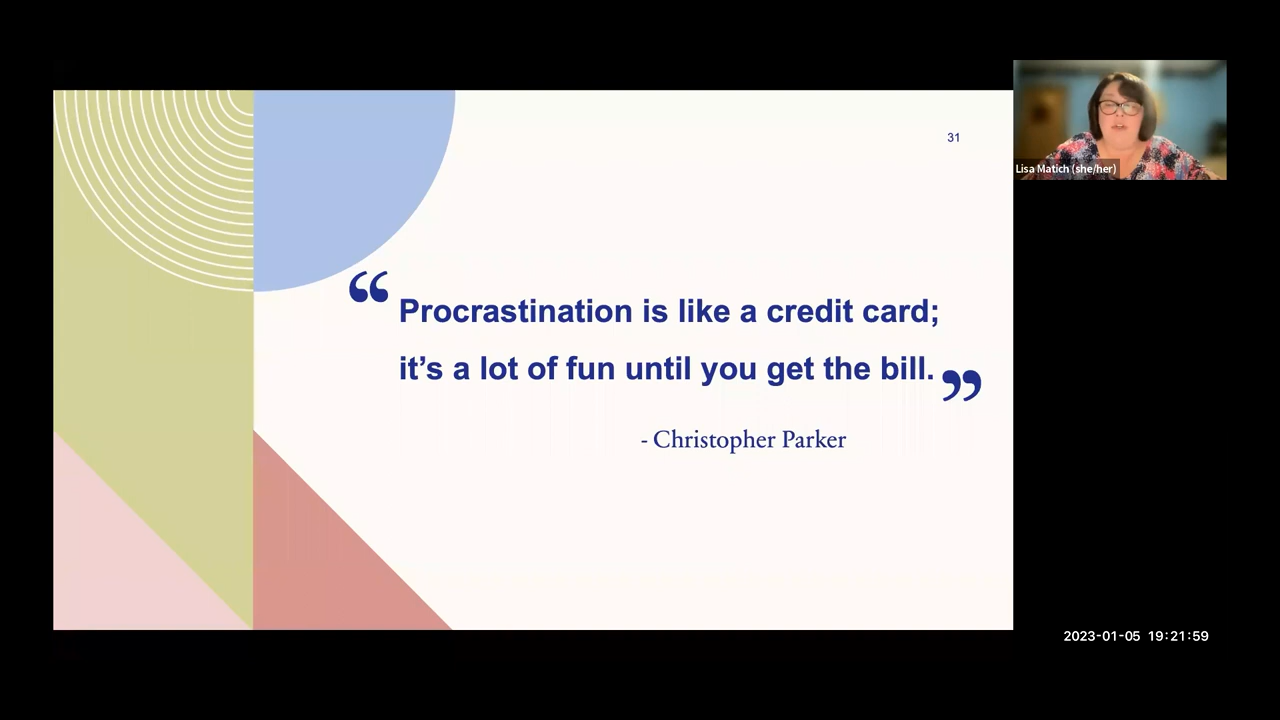 31
Lisa Matich (she/her)
“Procrastination is like a credit card;
it’s a lot of fun until you get the bill.”
- Christopher Parker
2023-01-05 19:21:59